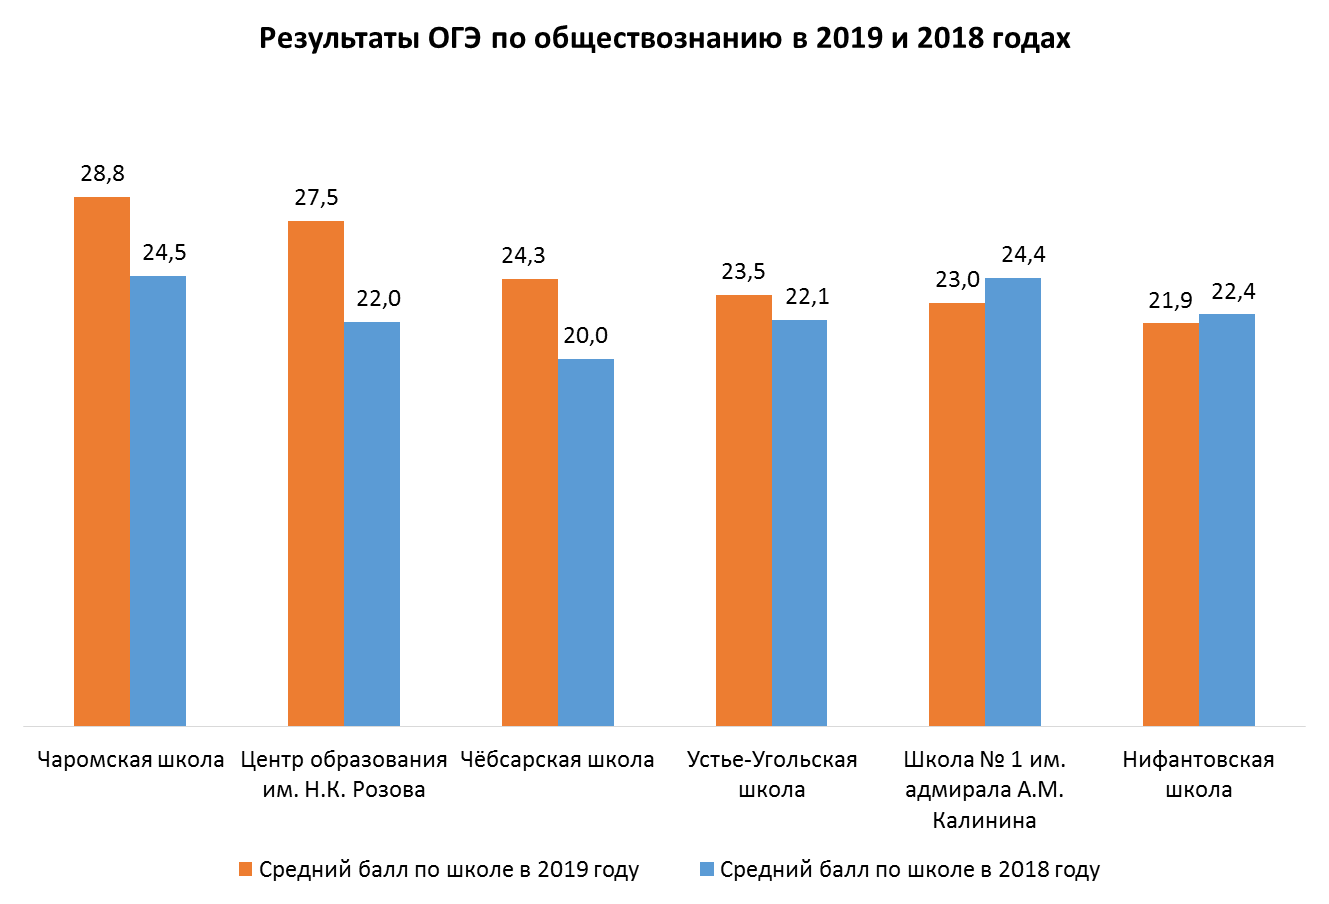 Результаты ОГЭ по обществознанию в 2019 и 2018 годах
28,8
24,5
27,5
22,0
24,3
20,0
23,5
22,1
23,0
24,4
21,9
22,4
Чаромская школа
Центр образования
им. Н.К. Розова
Чёбсарская школа
Устье-Угольская
школа
Школа № 1 им.
адмирала А.М.
Калинина
Нифантовская
школа
Средний балл по школе в 2019 году
Средний балл по школе в 2018 году